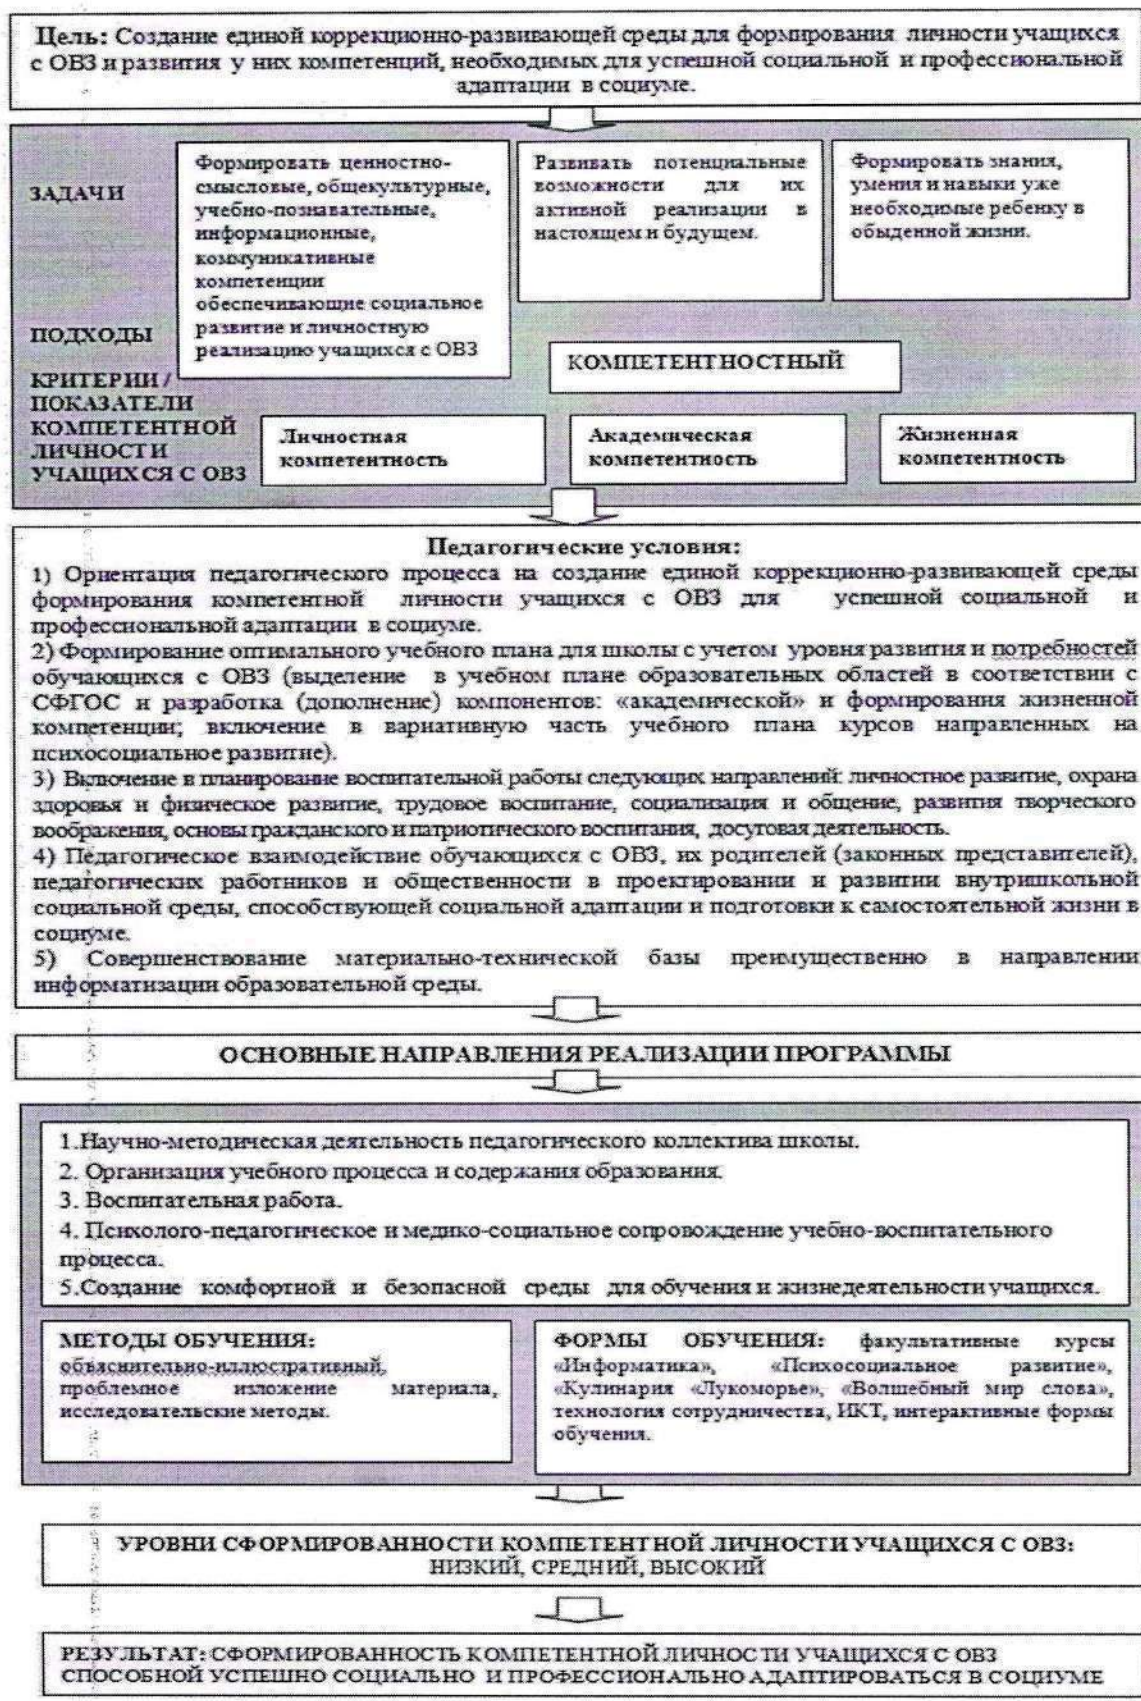 Цель: Создание единой коррекционно-развивающей среды для формирования личности учащихся
с ОВЗ и развития у них компетенций, необходимых для успешной социальной и профессиональной
адаптации в социуме.
ЗАДАЧИ
Формировать ценностно-
смысловые, общекультурные,
учебно-познавательные,
информационные,
коммуникативные
компетенции
обеспечивающие социальное
развитие и личностную
реализацию учащихся с ОВЗ
Развивать потенциальные
возможности для их
активной реализации в
настоящем и будущем.
Формировать знания,
умения и навыки уже
необходимые ребенку в
обыденной жизни.
ПОДХОДЫ
КОМПЕТЕНТНОСТНЫЙ
КРИТЕРИИ /
ПОКАЗАТЕЛИ
КОМПЕТЕНТНОЙ
ЛИЧНОСТИ
УЧАЩИХСЯ С ОВЗ
Личностная
компетентность
Академическая
компетентность
Жизненная
компетентность
Педагогические условия:
1) Ориентация педагогического процесса на создание единой коррекционно-развивающей среды
формирования компетентной личности учащихся с ОВЗ для успешной социальной и
профессиональной адаптации в социуме.
2) Формирование оптимального учебного плана для школы с учетом уровня развития и потребностей
обучающихся с ОВЗ (выделение в учебном плане образовательных областей в соответствии с
СФГОС и разработка (дополнение) компонентов: «академической» и формирования жизненной
компетенции; включение в вариативную часть учебного плана курсов направленных на
психосоциальное развитие).
3) Включение в планирование воспитательной работы следующих направлений: личностное развитие, охрана
здоровья и физическое развитие, трудовое воспитание, социализация и общение, развития творческого
воображения, основы гражданского и патриотического воспитания, досуговая деятельность.
4) Педагогическое взаимодействие обучающихся с ОВЗ, их родителей (законных представителей),
педагогических работников и общественности в проектировании и развитии внутришкольной
социальной среды, способствующей социальной адаптации и подготовки к самостоятельной жизни в
социуме.
5) Совершенствование материально-технической базы преимущественно в направлении
информатизации образовательной среды.
ОСНОВНЫЕ НАПРАВЛЕНИЯ РЕАЛИЗАЦИИ ПРОГРАММЫ
1.Научно-методическая деятельность педагогического коллектива школы.
2. Организация учебного процесса и содержания образования.
3. Воспитательная работа.
4. Психолого-педагогическое и медико-социальное сопровождение учебно-воспитательного
процесса.
5.Создание комфортной и безопасной среды для обучения и жизнедеятельности учащихся.
МЕТОДЫ ОБУЧЕНИЯ:
объяснительно-иллюстративный,
проблемное изложение материала,
исследовательские методы.
ФОРМЫ ОБУЧЕНИЯ: факультативные курсы
«Информатика», «Психосоциальное развитие»,
«Кулинария «Лукоморье», «Волшебный мир слова»,
технология сотрудничества, ИКТ, интерактивные формы
обучения.
УРОВНИ СФОРМИРОВАННОСТИ КОМПЕТЕНТНОЙ ЛИЧНОСТИ УЧАЩИХСЯ С ОВЗ:
НИЗКИЙ, СРЕДНИЙ, ВЫСОКИЙ
РЕЗУЛЬТАТ: СФОРМИРОВАННОСТЬ КОМПЕТЕНТНОЙ ЛИЧНОСТИ УЧАЩИХСЯ С ОВЗ
СПОСОБНОЙ УСПЕШНО СОЦИАЛЬНО И ПРОФЕССИОНАЛЬНО АДАПТИРОВАТЬСЯ В СОЦИУМЕ